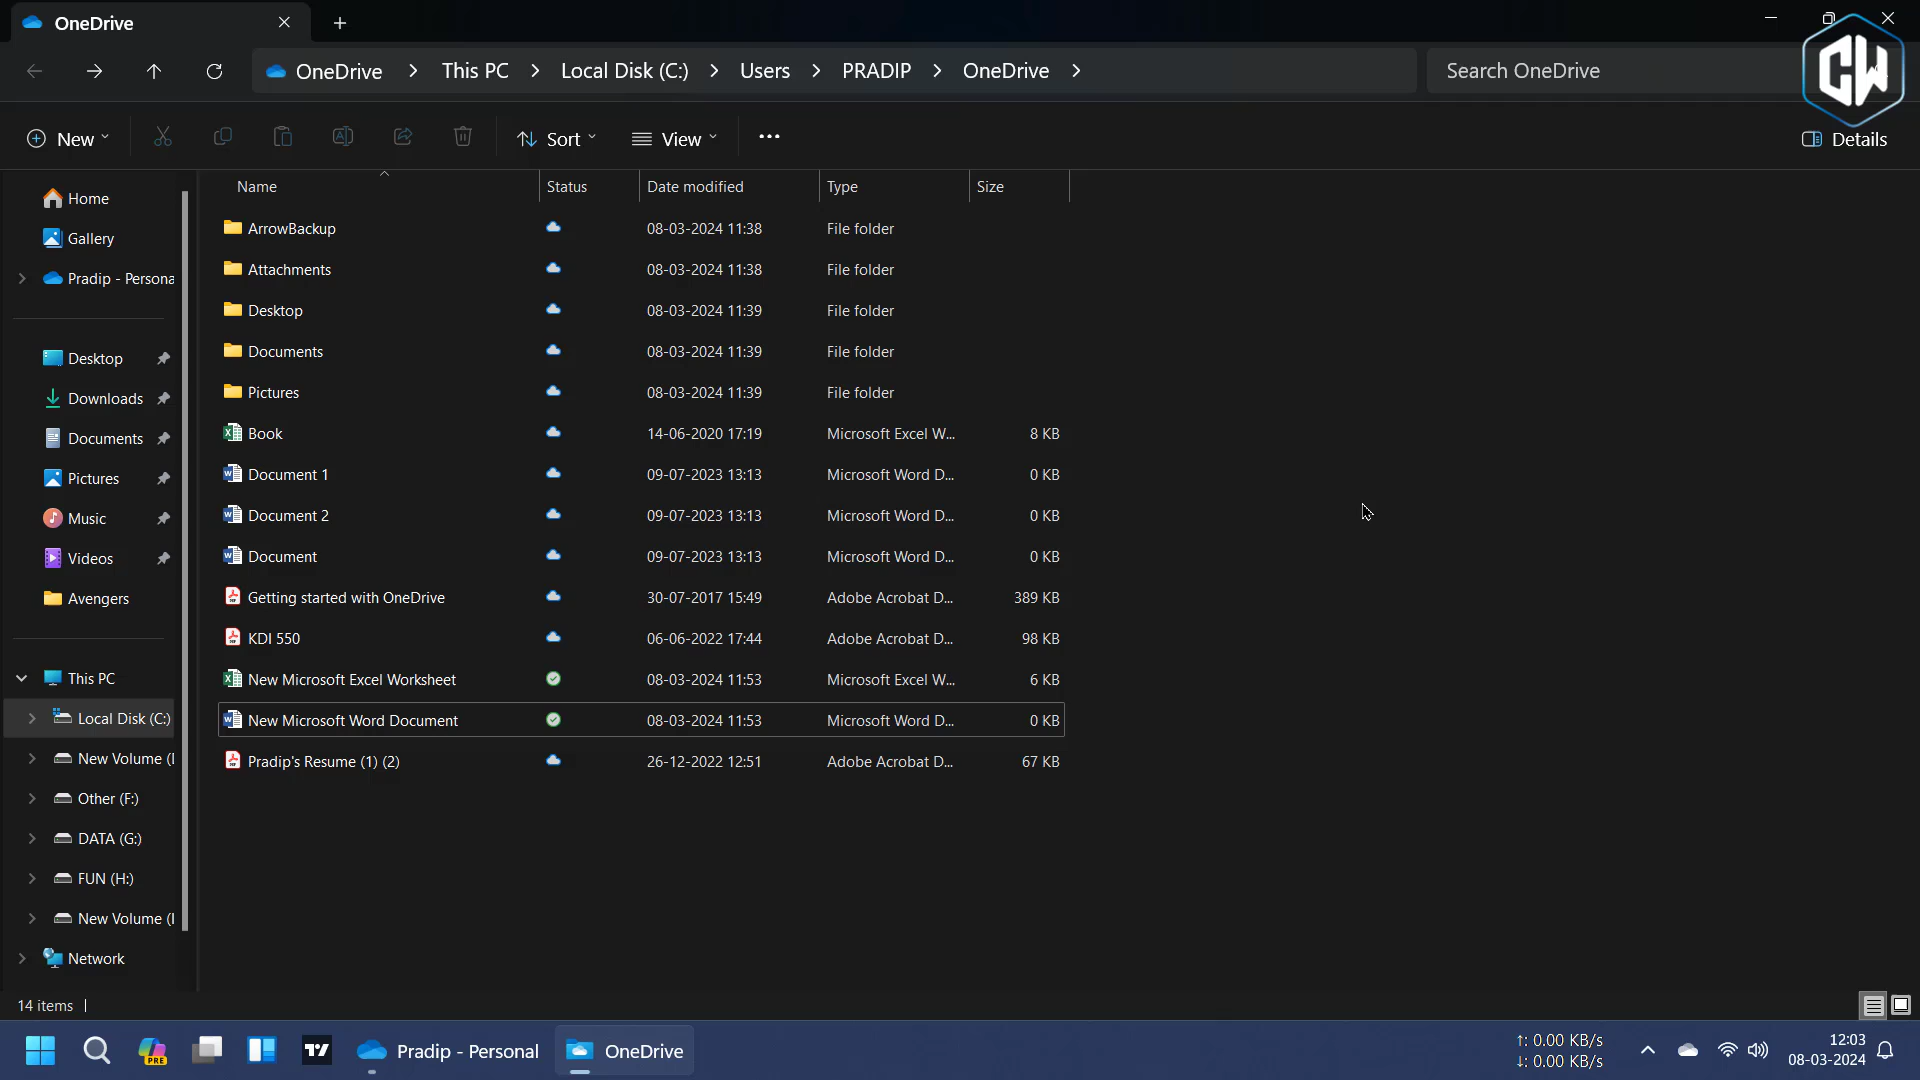 OneDrive
OneDrive
This PC
Local Disk (C:)
Users
PRADIP
OneDrive
Search OneDrive
CW
New
Sort
View
Details
Name Status Date modified Type Size
Home
Gallery
Pradip - Persona
Desktop
Downloads
Documents
Pictures
Music
Videos
Avengers
This PC
Local Disk (C:)
New Volume (
Other (F:)
DATA (G:)
FUN (H:)
New Volume (
Network
ArrowBackup 08-03-2024 11:38 File folder
Attachments 08-03-2024 11:38 File folder
Desktop 08-03-2024 11:39 File folder
Documents 08-03-2024 11:39 File folder
Pictures 08-03-2024 11:39 File folder
Book 14-06-2020 17:19 Microsoft Excel W... 8 KB
Document 1 09-07-2023 13:13 Microsoft Word D... 0 KB
Document 2 09-07-2023 13:13 Microsoft Word D... 0 KB
Document 09-07-2023 13:13 Microsoft Word D... 0 KB
Getting started with OneDrive 30-07-2017 15:49 Adobe Acrobat D... 389 KB
KDI 550 06-06-2022 17:44 Adobe Acrobat D... 98 KB
New Microsoft Excel Worksheet 08-03-2024 11:53 Microsoft Excel W... 6 KB
New Microsoft Word Document 08-03-2024 11:53 Microsoft Word D... 0 KB
Pradip's Resume (1) (2) 26-12-2022 12:51 Adobe Acrobat D... 67 KB
14 items
PRE
Pradip - Personal
OneDrive
↑: 0.00 KB/s
↓: 0.00 KB/s
12:03
08-03-2024